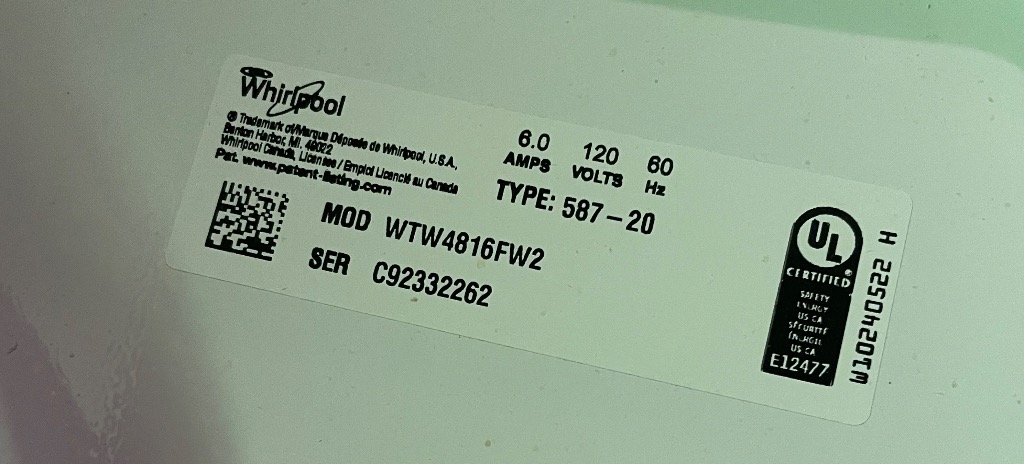 Whirlpool
® Trademark of/Marque Déposée de Whirlpool, U.S.A.,
Benton Harbor, MI. 49022
Whirlpool Canada, Licensee / Emploi Licencié au Canada
Pat. www.patent-listing.com
6.0 120 60
AMPS VOLTS Hz
TYPE: 587-20
MOD WTW4816FW2
SER C92332262
UL
®
CERTIFIED
SAFETY
ENERGY
US CA
SÉCURITÉ
ÉNERGIE
US CA
E12477
W10240522 H